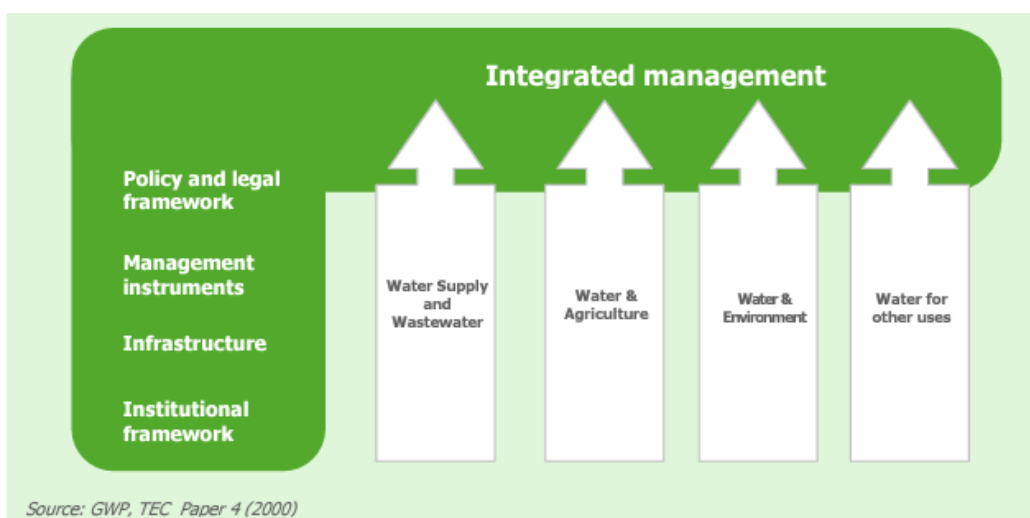 Integrated management
Policy and legal
framework
Management
instruments
Infrastructure
Institutional
framework
Water Supply
and
Wastewater
Water &
Agriculture
Water &
Environment
Water for
other uses
Source: GWP, TEC Paper 4 (2000)